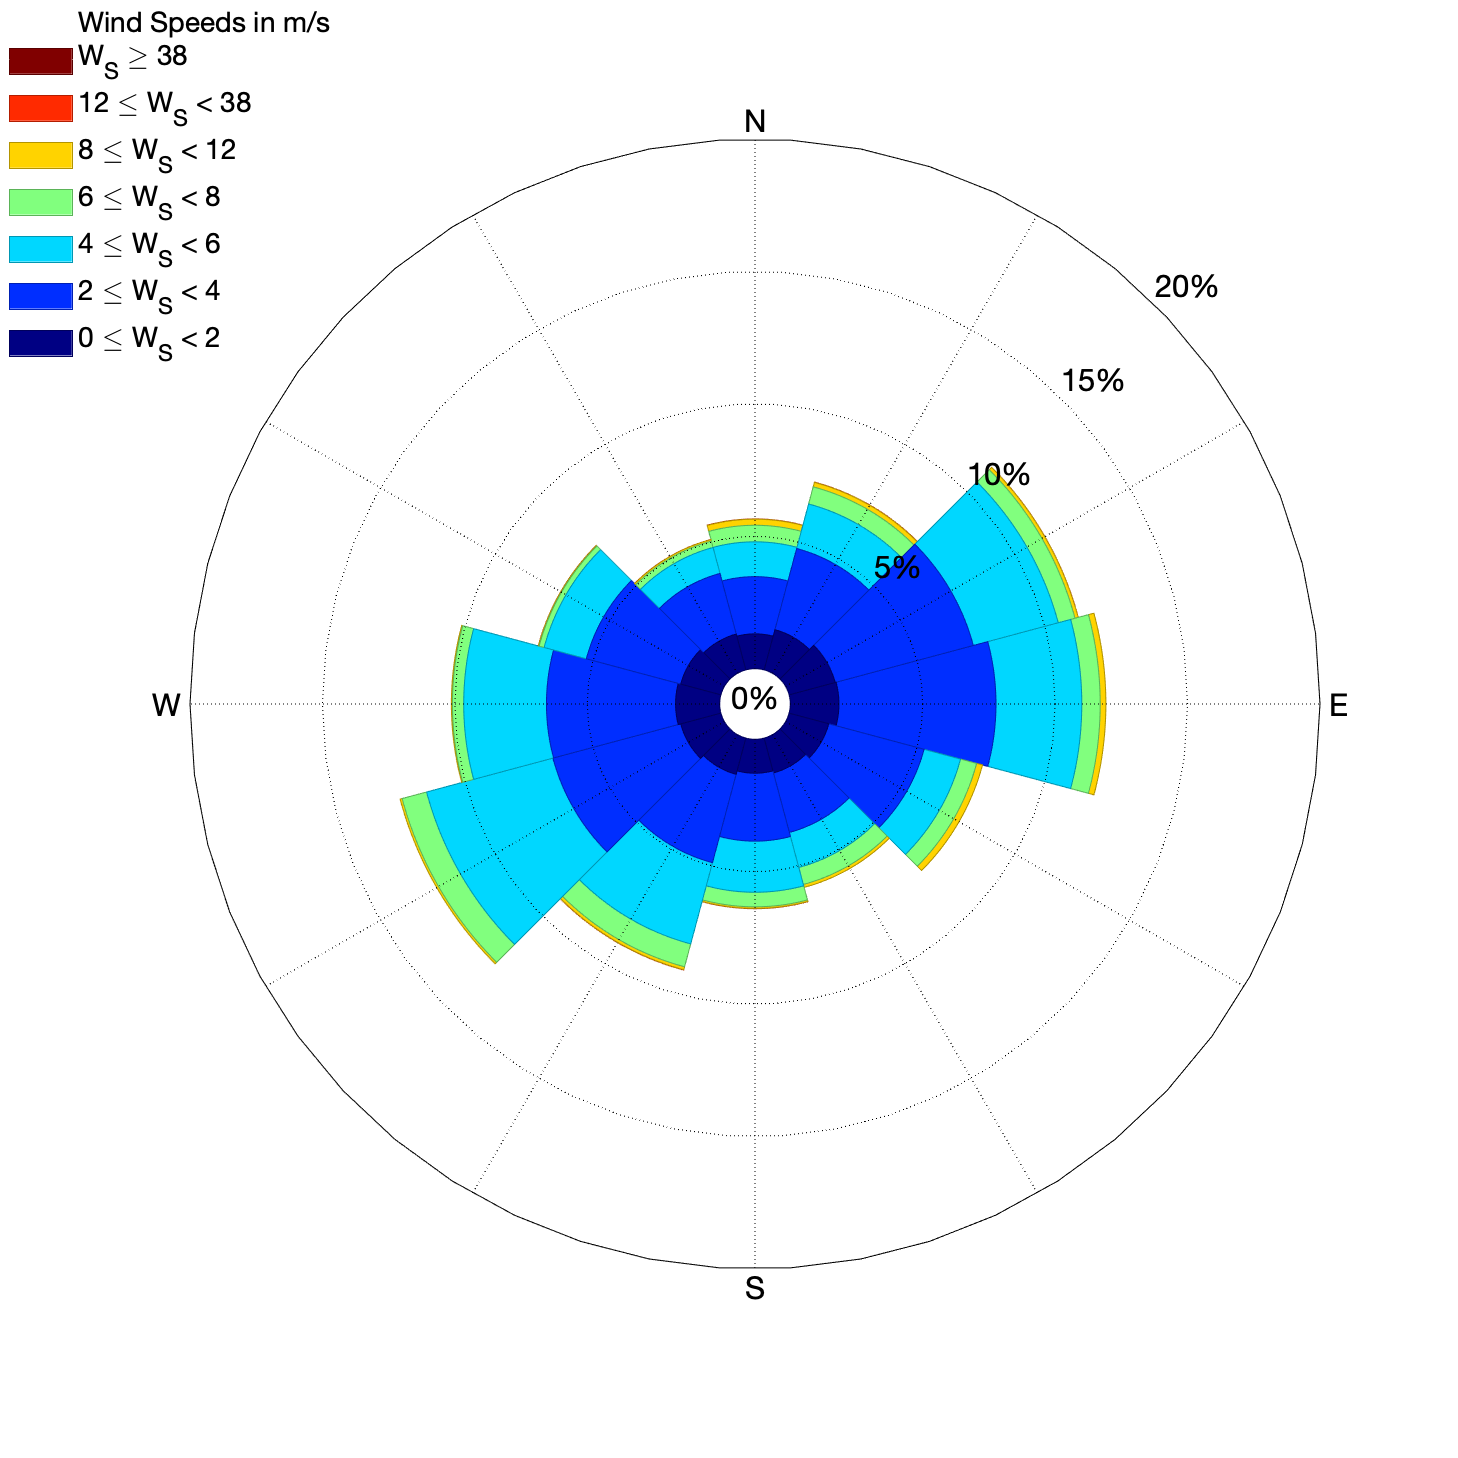 Wind Speeds in m/s
W_S ≥ 38
12 ≤ W_S < 38
8 ≤ W_S < 12
6 ≤ W_S < 8
4 ≤ W_S < 6
2 ≤ W_S < 4
0 ≤ W_S < 2
N
20%
15%
10%
5%
0%
W
E
S